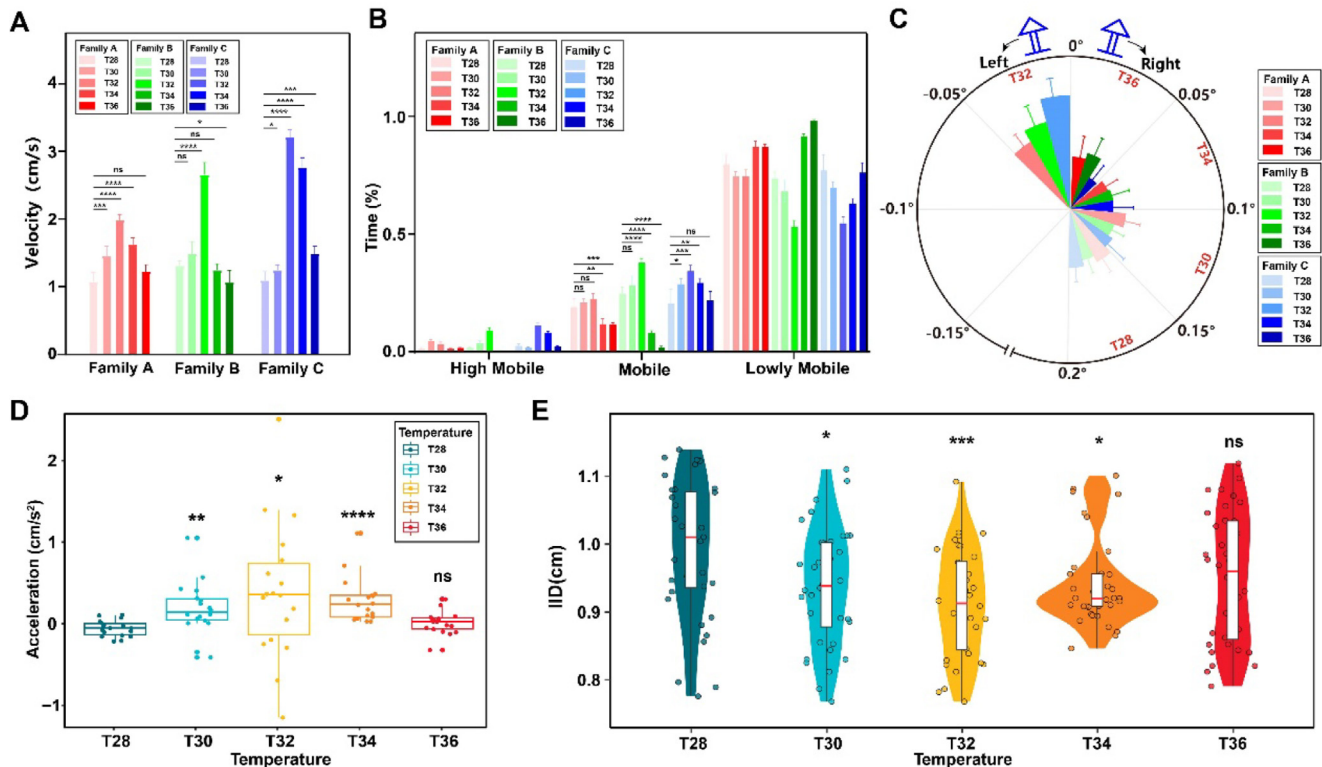 A
Family A
T28
T30
T32
T34
T36
Family B
T28
T30
T32
T34
T36
Family C
T28
T30
T32
T34
T36
Velocity (cm/s)
4
3
2
1
0
ns
****
****
***
*
ns
****
ns
***
****
****
*
Family A
Family B
Family C
B
Family A
T28
T30
T32
T34
T36
Family B
T28
T30
T32
T34
T36
Family C
T28
T30
T32
T34
T36
Time (%)
1.0
0.5
0.0
***
**
ns
ns
****
****
****
ns
ns
**
***
*
High Mobile
Mobile
Lowly Mobile
C
Left
Right
0°
0.05°
0.1°
0.15°
0.2°
-0.15°
-0.1°
-0.05°
T32
T36
T34
T30
T28
Family A
T28
T30
T32
T34
T36
Family B
T28
T30
T32
T34
T36
Family C
T28
T30
T32
T34
T36
D
Acceleration (cm/s²)
2
1
0
−1
Temperature
T28
T30
T32
T34
T36
**
*
****
ns
T28
T30
T32
T34
T36
Temperature
E
IID(cm)
1.1
1.0
0.9
0.8
*
***
*
ns
T28
T30
T32
T34
T36
Temperature